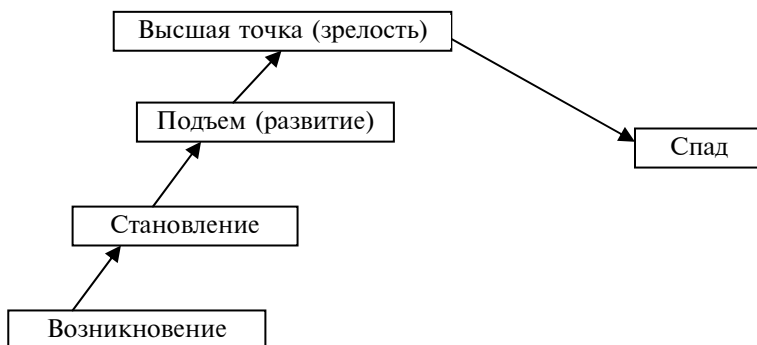 Высшая точка (зрелость)
Подъем (развитие)
Спад
Становление
Возникновение